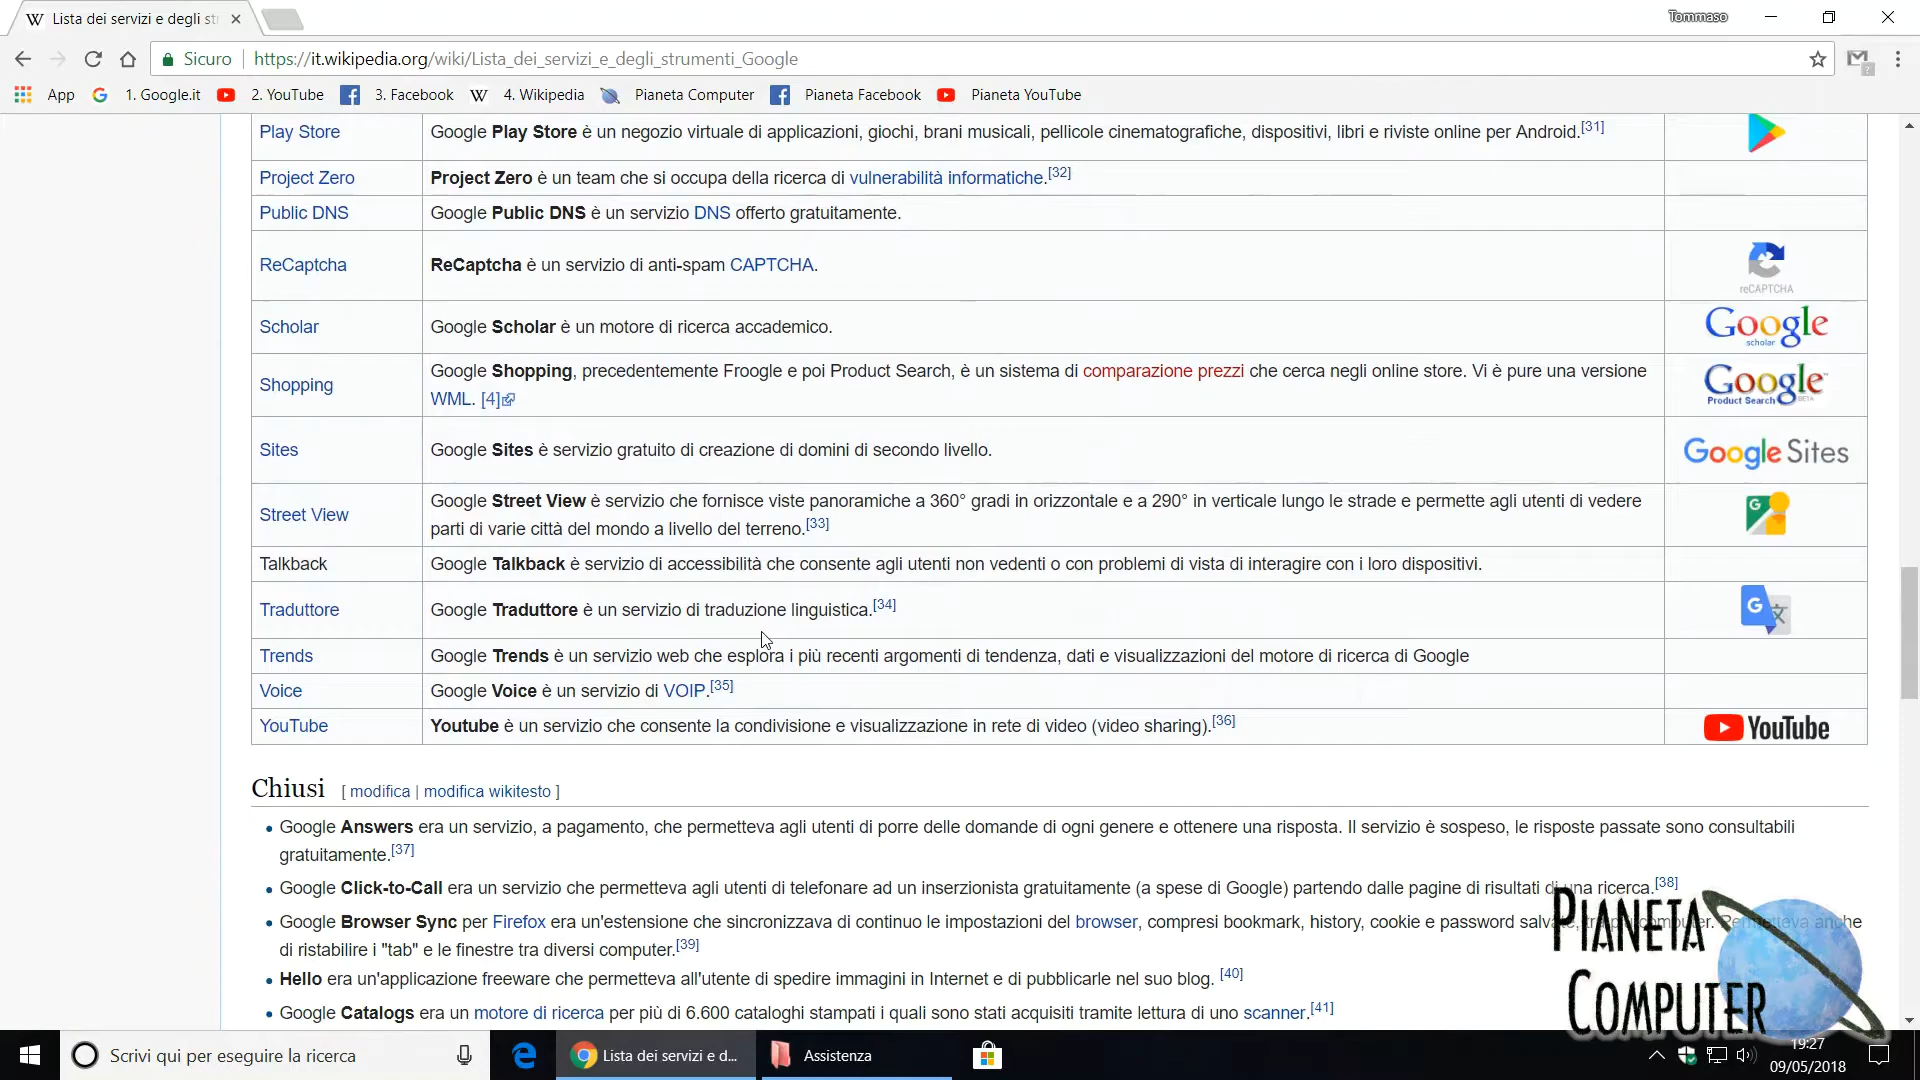 Lista dei servizi e degli str
Tommaso
Sicuro
https://it.wikipedia.org/wiki/Lista_dei_servizi_e_degli_strumenti_Google
App
1. Google.it
2. YouTube
3. Facebook
4. Wikipedia
Pianeta Computer
Pianeta Facebook
Pianeta YouTube
Play Store
Google Play Store è un negozio virtuale di applicazioni, giochi, brani musicali, pellicole cinematografiche, dispositivi, libri e riviste online per Android.[31]
Project Zero
Project Zero è un team che si occupa della ricerca di vulnerabilità informatiche.[32]
Public DNS
Google Public DNS è un servizio DNS offerto gratuitamente.
ReCaptcha
ReCaptcha è un servizio di anti-spam CAPTCHA.
reCAPTCHA
Scholar
Google Scholar è un motore di ricerca accademico.
Google
scholar
Shopping
Google Shopping, precedentemente Froogle e poi Product Search, è un sistema di comparazione prezzi che cerca negli online store. Vi è pure una versione
WML. [4]
Google
Product Search BETA
Sites
Google Sites è servizio gratuito di creazione di domini di secondo livello.
Google Sites
Street View
Google Street View è servizio che fornisce viste panoramiche a 360° gradi in orizzontale e a 290° in verticale lungo le strade e permette agli utenti di vedere
parti di varie città del mondo a livello del terreno.[33]
G
Talkback
Google Talkback è servizio di accessibilità che consente agli utenti non vedenti o con problemi di vista di interagire con i loro dispositivi.
Traduttore
Google Traduttore è un servizio di traduzione linguistica.[34]
G 文
Trends
Google Trends è un servizio web che esplora i più recenti argomenti di tendenza, dati e visualizzazioni del motore di ricerca di Google
Voice
Google Voice è un servizio di VOIP.[35]
YouTube
Youtube è un servizio che consente la condivisione e visualizzazione in rete di video (video sharing).[36]
YouTube
Chiusi [ modifica | modifica wikitesto ]
Google Answers era un servizio, a pagamento, che permetteva agli utenti di porre delle domande di ogni genere e ottenere una risposta. Il servizio è sospeso, le risposte passate sono consultabili
gratuitamente.[37]
Google Click-to-Call era un servizio che permetteva agli utenti di telefonare ad un inserzionista gratuitamente (a spese di Google) partendo dalle pagine di risultati di una ricerca.[38]
Google Browser Sync per Firefox era un'estensione che sincronizzava di continuo le impostazioni del browser, compresi bookmark, history, cookie e password salvate, tra più computer. Permetteva anche
di ristabilire i "tab" e le finestre tra diversi computer.[39]
Hello era un'applicazione freeware che permetteva all'utente di spedire immagini in Internet e di pubblicarle nel suo blog. [40]
Google Catalogs era un motore di ricerca per più di 6.600 cataloghi stampati i quali sono stati acquisiti tramite lettura di uno scanner.[41]
PIANETA
COMPUTER
Scrivi qui per eseguire la ricerca
Lista dei servizi e d...
Assistenza
19:27
09/05/2018